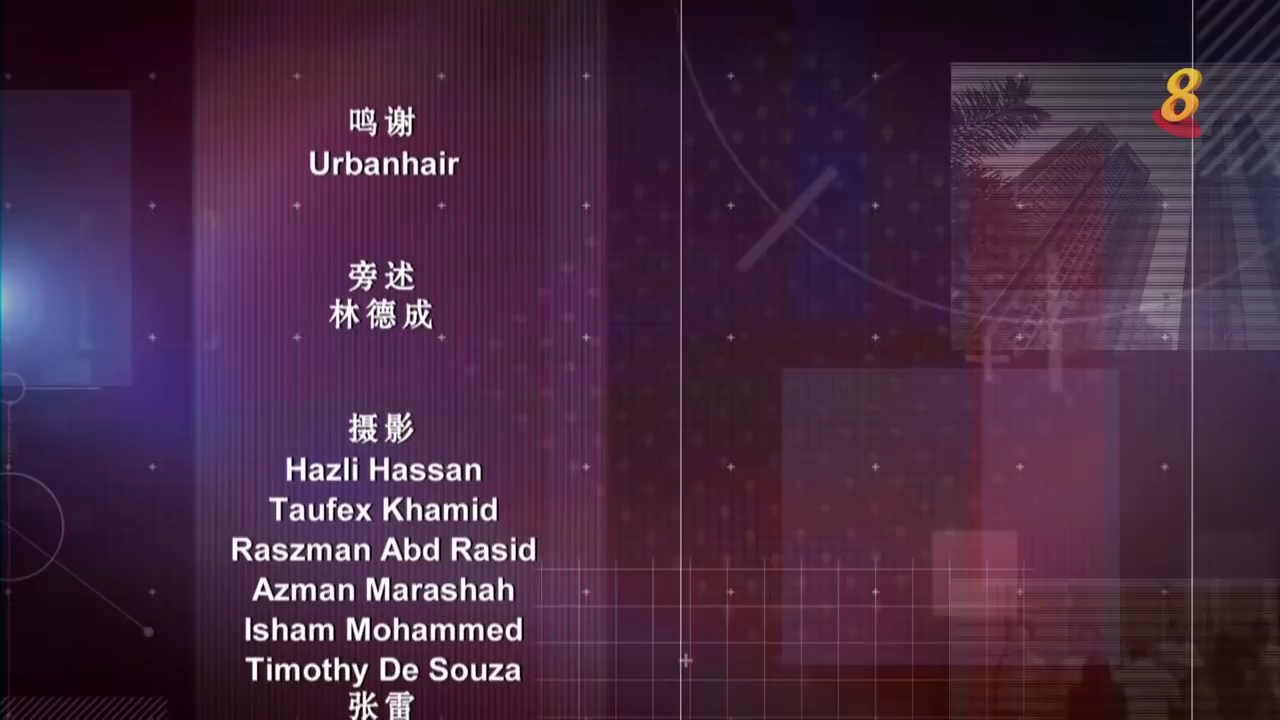 8
鸣谢
Urbanhair
旁述
林德成
摄影
Hazli Hassan
Taufex Khamid
Raszman Abd Rasid
Azman Marashah
Isham Mohammed
Timothy De Souza
张雷